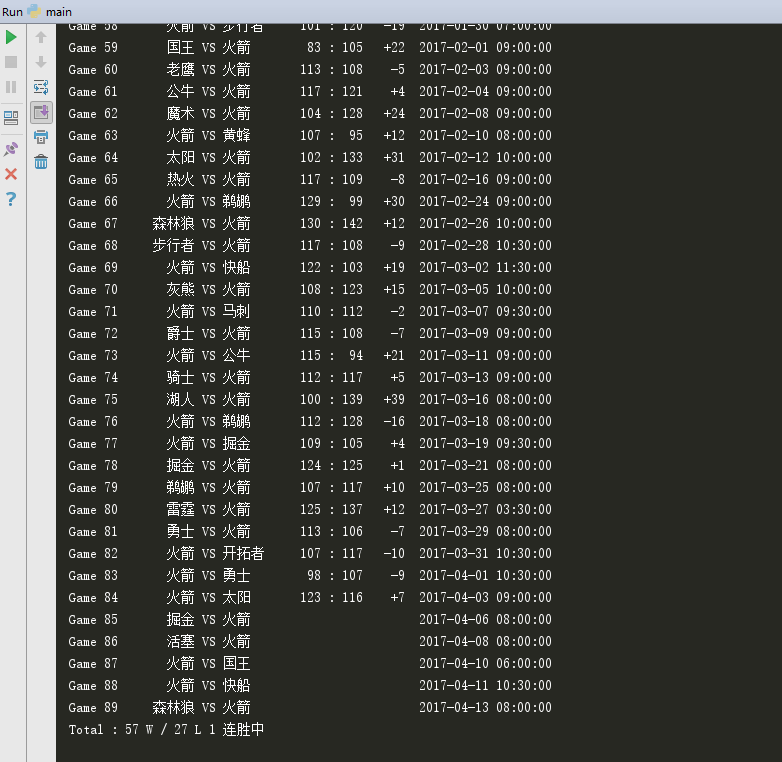 Run main
Game 58 火箭 VS 步行者 101 : 120 -19 2017-01-30 07:00:00
Game 59 国王 VS 火箭 83 : 105 +22 2017-02-01 09:00:00
Game 60 老鹰 VS 火箭 113 : 108 -5 2017-02-03 09:00:00
Game 61 公牛 VS 火箭 117 : 121 +4 2017-02-04 09:00:00
Game 62 魔术 VS 火箭 104 : 128 +24 2017-02-08 09:00:00
Game 63 火箭 VS 黄蜂 107 : 95 +12 2017-02-10 08:00:00
Game 64 太阳 VS 火箭 102 : 133 +31 2017-02-12 10:00:00
Game 65 热火 VS 火箭 117 : 109 -8 2017-02-16 09:00:00
Game 66 火箭 VS 鹈鹕 129 : 99 +30 2017-02-24 09:00:00
Game 67 森林狼 VS 火箭 130 : 142 +12 2017-02-26 10:00:00
Game 68 步行者 VS 火箭 117 : 108 -9 2017-02-28 10:30:00
Game 69 火箭 VS 快船 122 : 103 +19 2017-03-02 11:30:00
Game 70 灰熊 VS 火箭 108 : 123 +15 2017-03-05 10:00:00
Game 71 火箭 VS 马刺 110 : 112 -2 2017-03-07 09:30:00
Game 72 爵士 VS 火箭 115 : 108 -7 2017-03-09 09:00:00
Game 73 火箭 VS 公牛 115 : 94 +21 2017-03-11 09:00:00
Game 74 骑士 VS 火箭 112 : 117 +5 2017-03-13 09:00:00
Game 75 湖人 VS 火箭 100 : 139 +39 2017-03-16 08:00:00
Game 76 火箭 VS 鹈鹕 112 : 128 -16 2017-03-18 08:00:00
Game 77 火箭 VS 掘金 109 : 105 +4 2017-03-19 09:30:00
Game 78 掘金 VS 火箭 124 : 125 +1 2017-03-21 08:00:00
Game 79 鹈鹕 VS 火箭 107 : 117 +10 2017-03-25 08:00:00
Game 80 雷霆 VS 火箭 125 : 137 +12 2017-03-27 03:30:00
Game 81 勇士 VS 火箭 113 : 106 -7 2017-03-29 08:00:00
Game 82 火箭 VS 开拓者 107 : 117 -10 2017-03-31 10:30:00
Game 83 火箭 VS 勇士 98 : 107 -9 2017-04-01 10:30:00
Game 84 火箭 VS 太阳 123 : 116 +7 2017-04-03 09:00:00
Game 85 掘金 VS 火箭 2017-04-06 08:00:00
Game 86 活塞 VS 火箭 2017-04-08 08:00:00
Game 87 火箭 VS 国王 2017-04-10 06:00:00
Game 88 火箭 VS 快船 2017-04-11 10:30:00
Game 89 森林狼 VS 火箭 2017-04-13 08:00:00
Total : 57 W / 27 L 1 连胜中